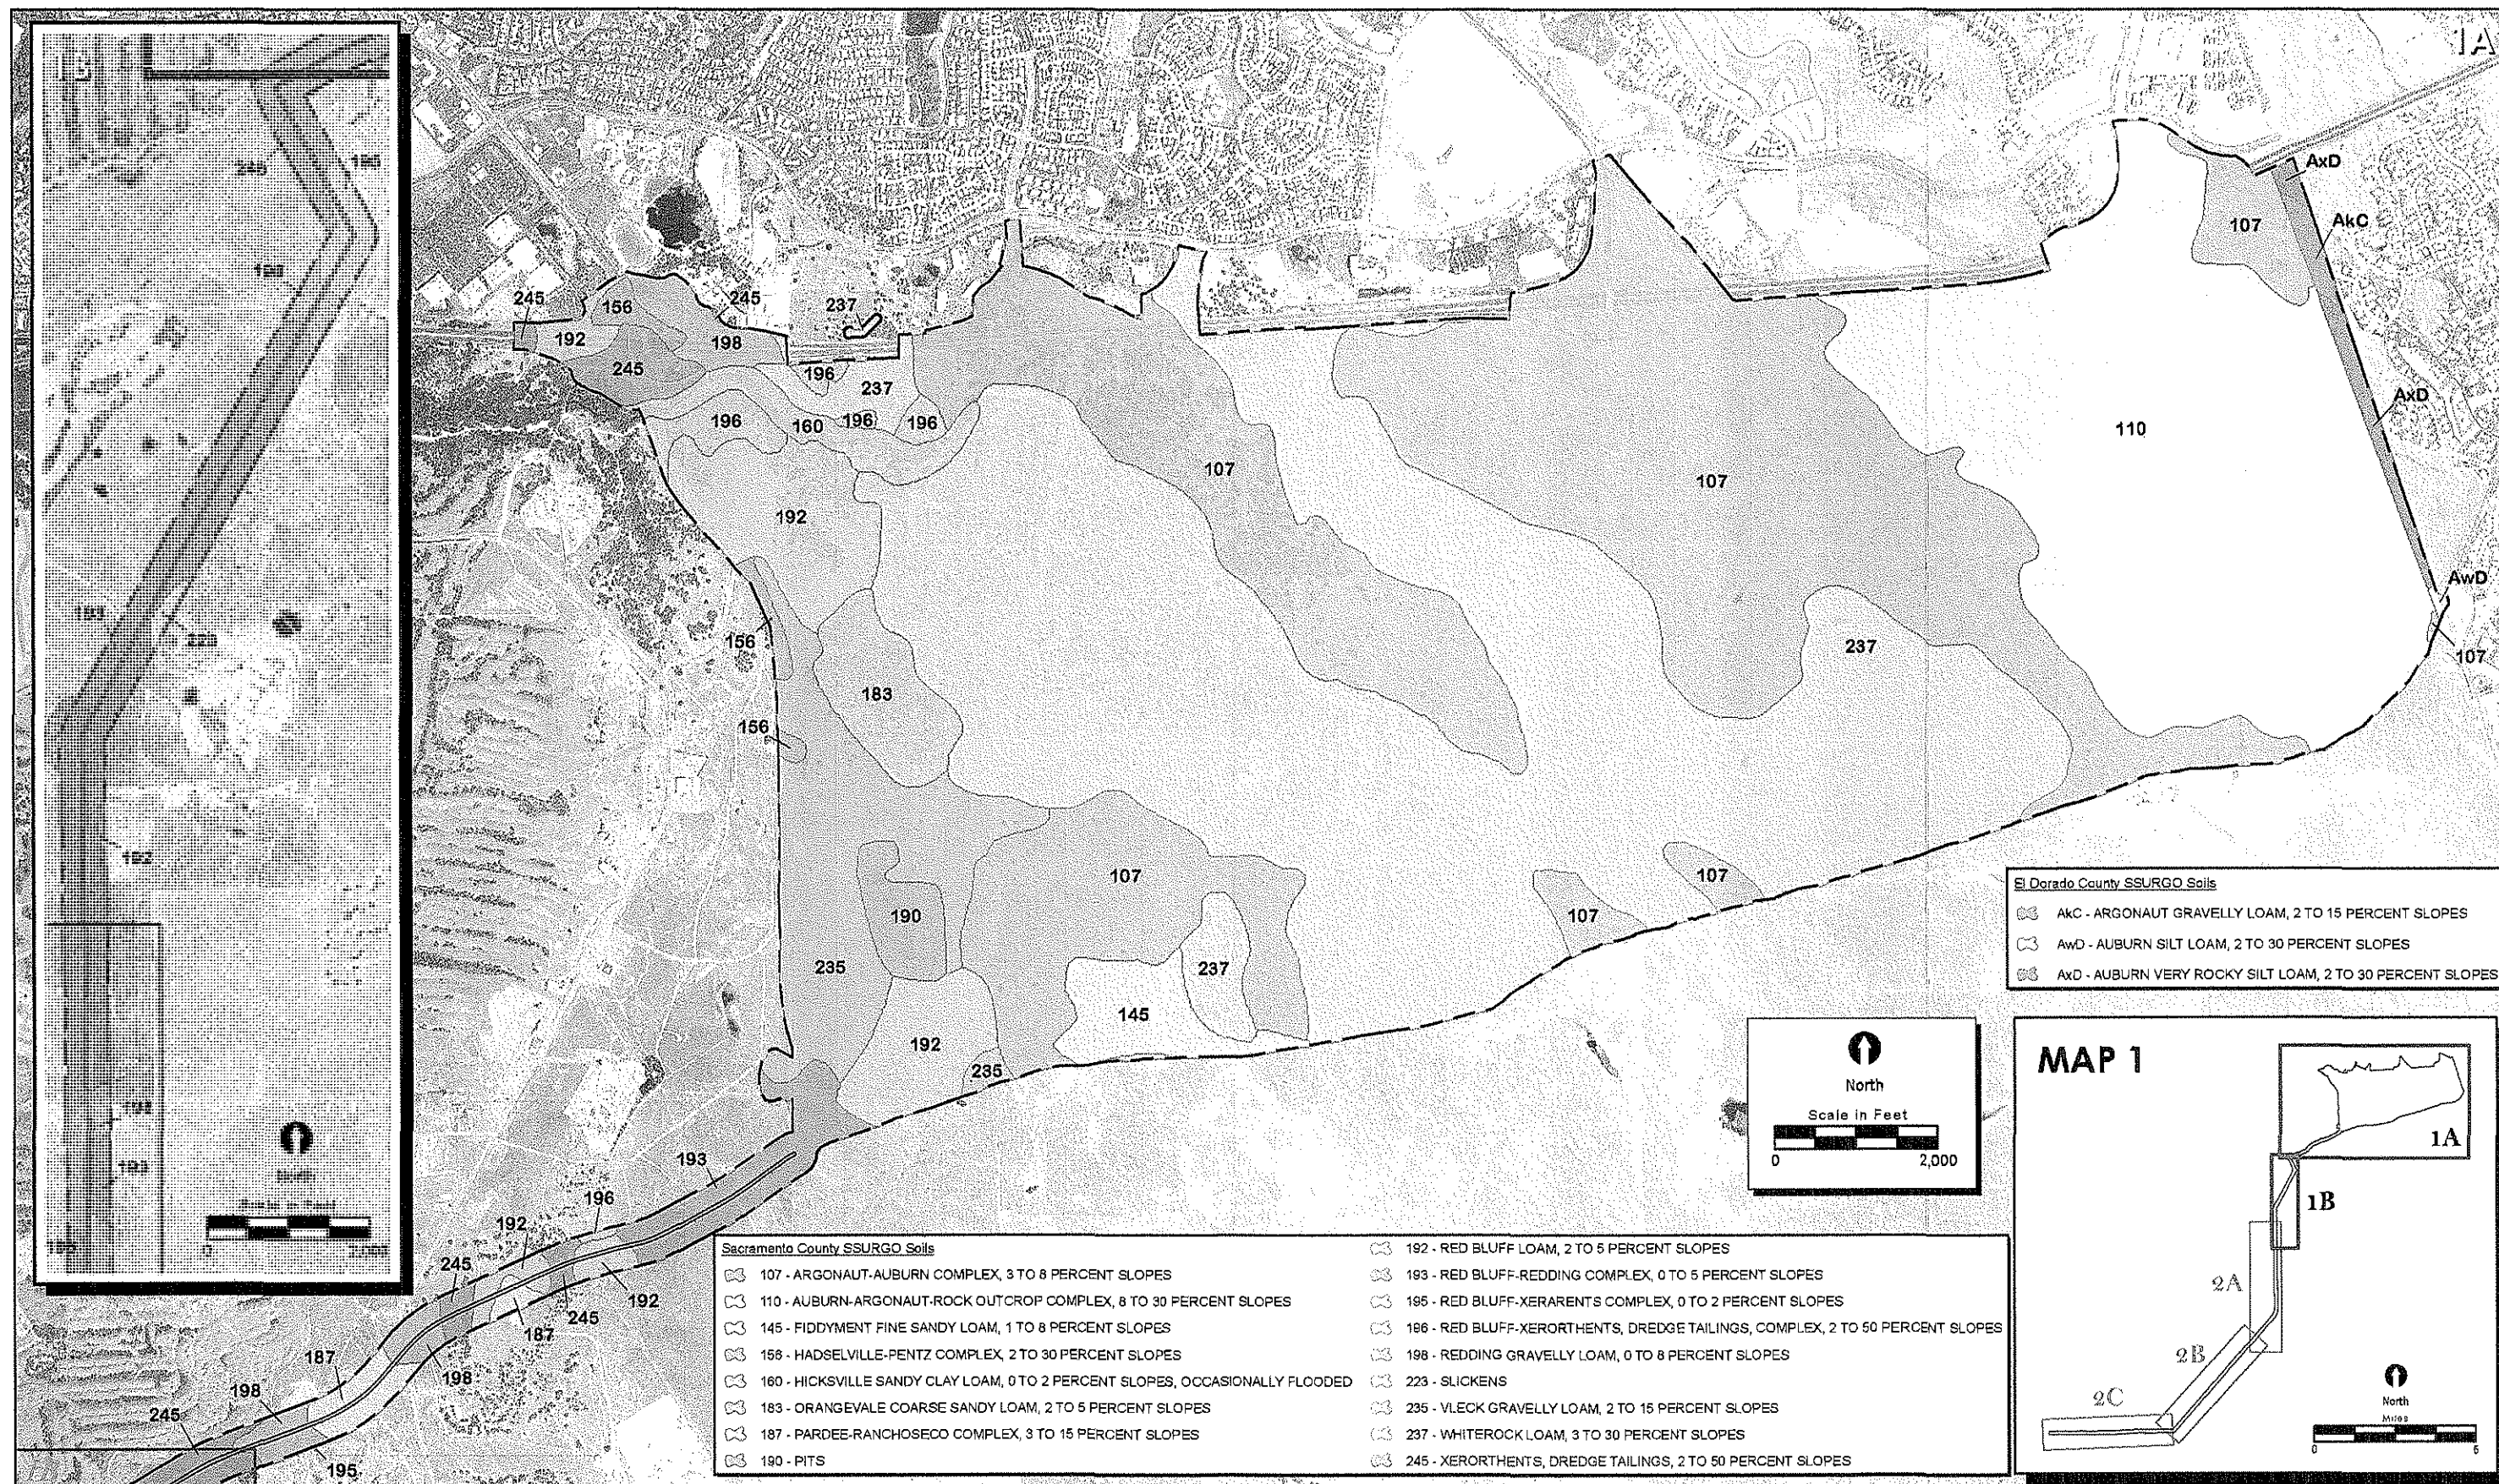 1B
245
196
193
223
192
192
193
North
0
1A
AxD
107
AkC
245
156
245
237
192
198
245
196
237
196
160
196
196
110
AxD
107
107
192
AwD
156
237
107
183
156
107
107
190
107
235
237
145
192
235
193
196
192
245
192
245
187
187
198
198
245
195
El Dorado County SSURGO Soils
AkC - ARGONAUT GRAVELLY LOAM, 2 TO 15 PERCENT SLOPES
AwD - AUBURN SILT LOAM, 2 TO 30 PERCENT SLOPES
AxD - AUBURN VERY ROCKY SILT LOAM, 2 TO 30 PERCENT SLOPES
North
Scale in Feet
0 2,000
MAP 1
1A
1B
2A
2B
2C
North
Miles
0 5
Sacramento County SSURGO Soils
107 - ARGONAUT-AUBURN COMPLEX, 3 TO 8 PERCENT SLOPES
110 - AUBURN-ARGONAUT-ROCK OUTCROP COMPLEX, 8 TO 30 PERCENT SLOPES
145 - FIDDYMENT FINE SANDY LOAM, 1 TO 8 PERCENT SLOPES
156 - HADSELVILLE-PENTZ COMPLEX, 2 TO 30 PERCENT SLOPES
160 - HICKSVILLE SANDY CLAY LOAM, 0 TO 2 PERCENT SLOPES, OCCASIONALLY FLOODED
183 - ORANGEVALE COARSE SANDY LOAM, 2 TO 5 PERCENT SLOPES
187 - PARDEE-RANCHOSECO COMPLEX, 3 TO 15 PERCENT SLOPES
190 - PITS
192 - RED BLUFF LOAM, 2 TO 5 PERCENT SLOPES
193 - RED BLUFF-REDDING COMPLEX, 0 TO 5 PERCENT SLOPES
195 - RED BLUFF-XERARENTS COMPLEX, 0 TO 2 PERCENT SLOPES
196 - RED BLUFF-XERORTHENTS, DREDGE TAILINGS, COMPLEX, 2 TO 50 PERCENT SLOPES
198 - REDDING GRAVELLY LOAM, 0 TO 8 PERCENT SLOPES
223 - SLICKENS
235 - VLECK GRAVELLY LOAM, 2 TO 15 PERCENT SLOPES
237 - WHITEROCK LOAM, 3 TO 30 PERCENT SLOPES
245 - XERORTHENTS, DREDGE TAILINGS, 2 TO 50 PERCENT SLOPES